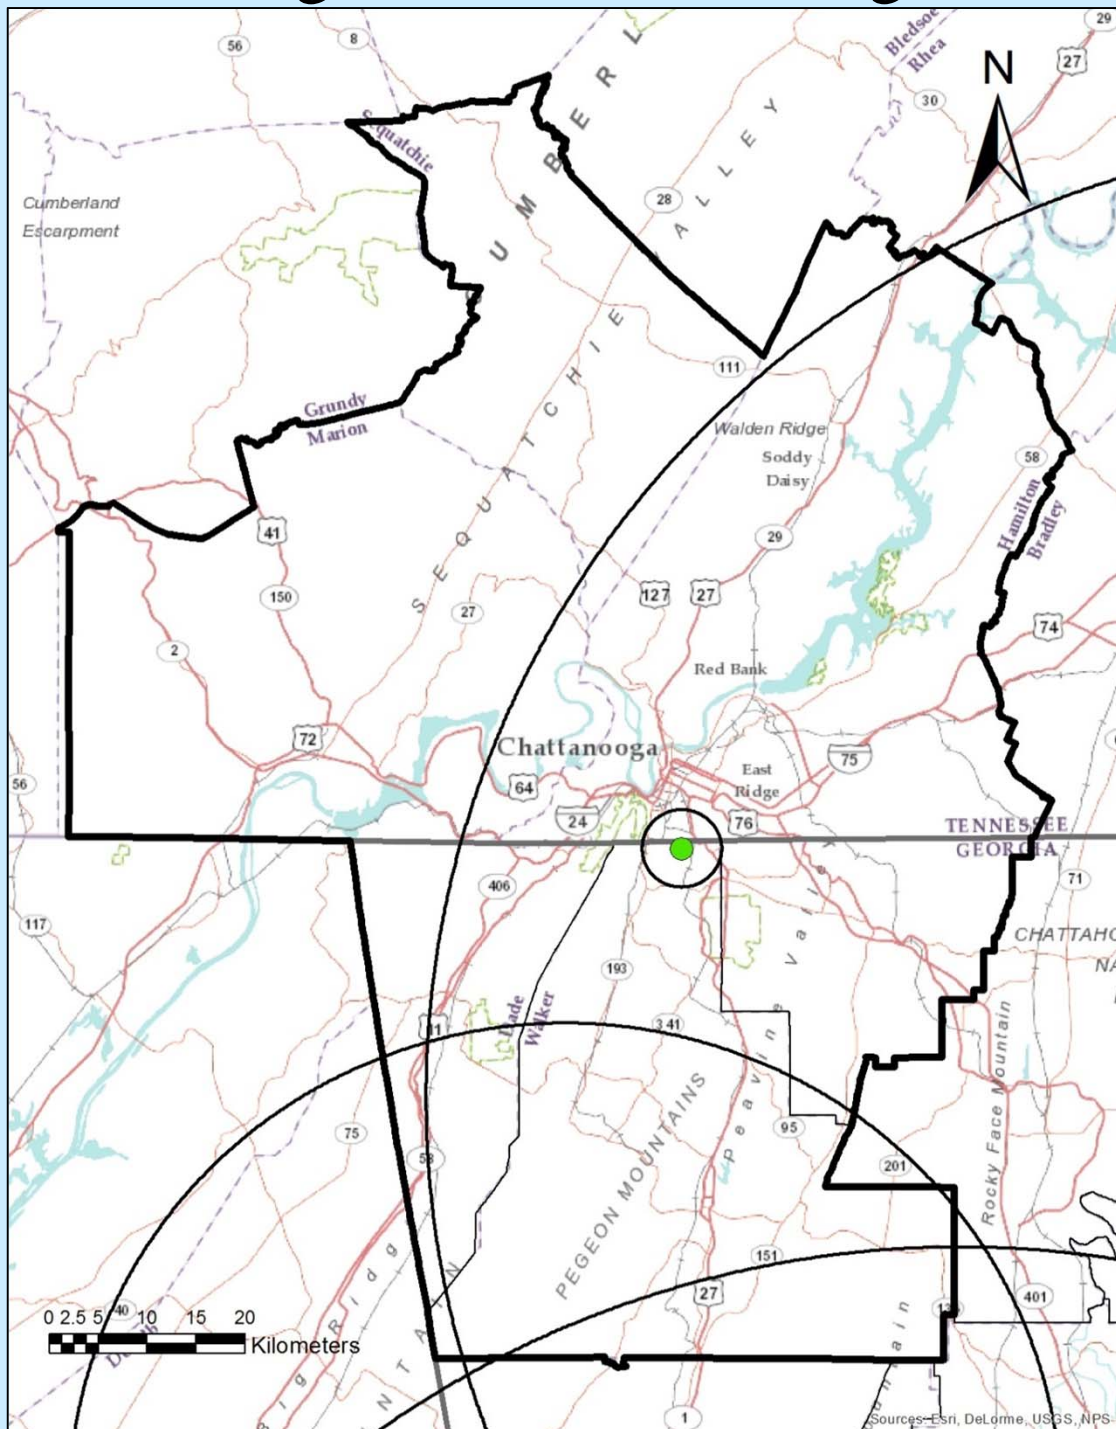 56
8
29
27
Bledsoe
Rhea
N
30
Sequatchie
28
Cumberland
Escarpment
C U M B E R L
S E Q U A T C H I E V A L L E Y
111
Grundy
Marion
Walden Ridge
Soddy
Daisy
58
Hamilton
Bradley
41
29
150
27
127
27
74
2
Red Bank
72
Chattanooga
75
56
64
East
Ridge
24
76
TENNESSEE
GEORGIA
406
71
117
CHATTAHO
NA
193
Peavine Valley
Dade
Walker
11
341
PEGEON MOUNTAINS
Rocky Face Mountain
75
95
58
201
151
27
401
40
0 2.5 5 10 15 20
Kilometers
1
Sources: Esri, DeLorme, USGS, NPS